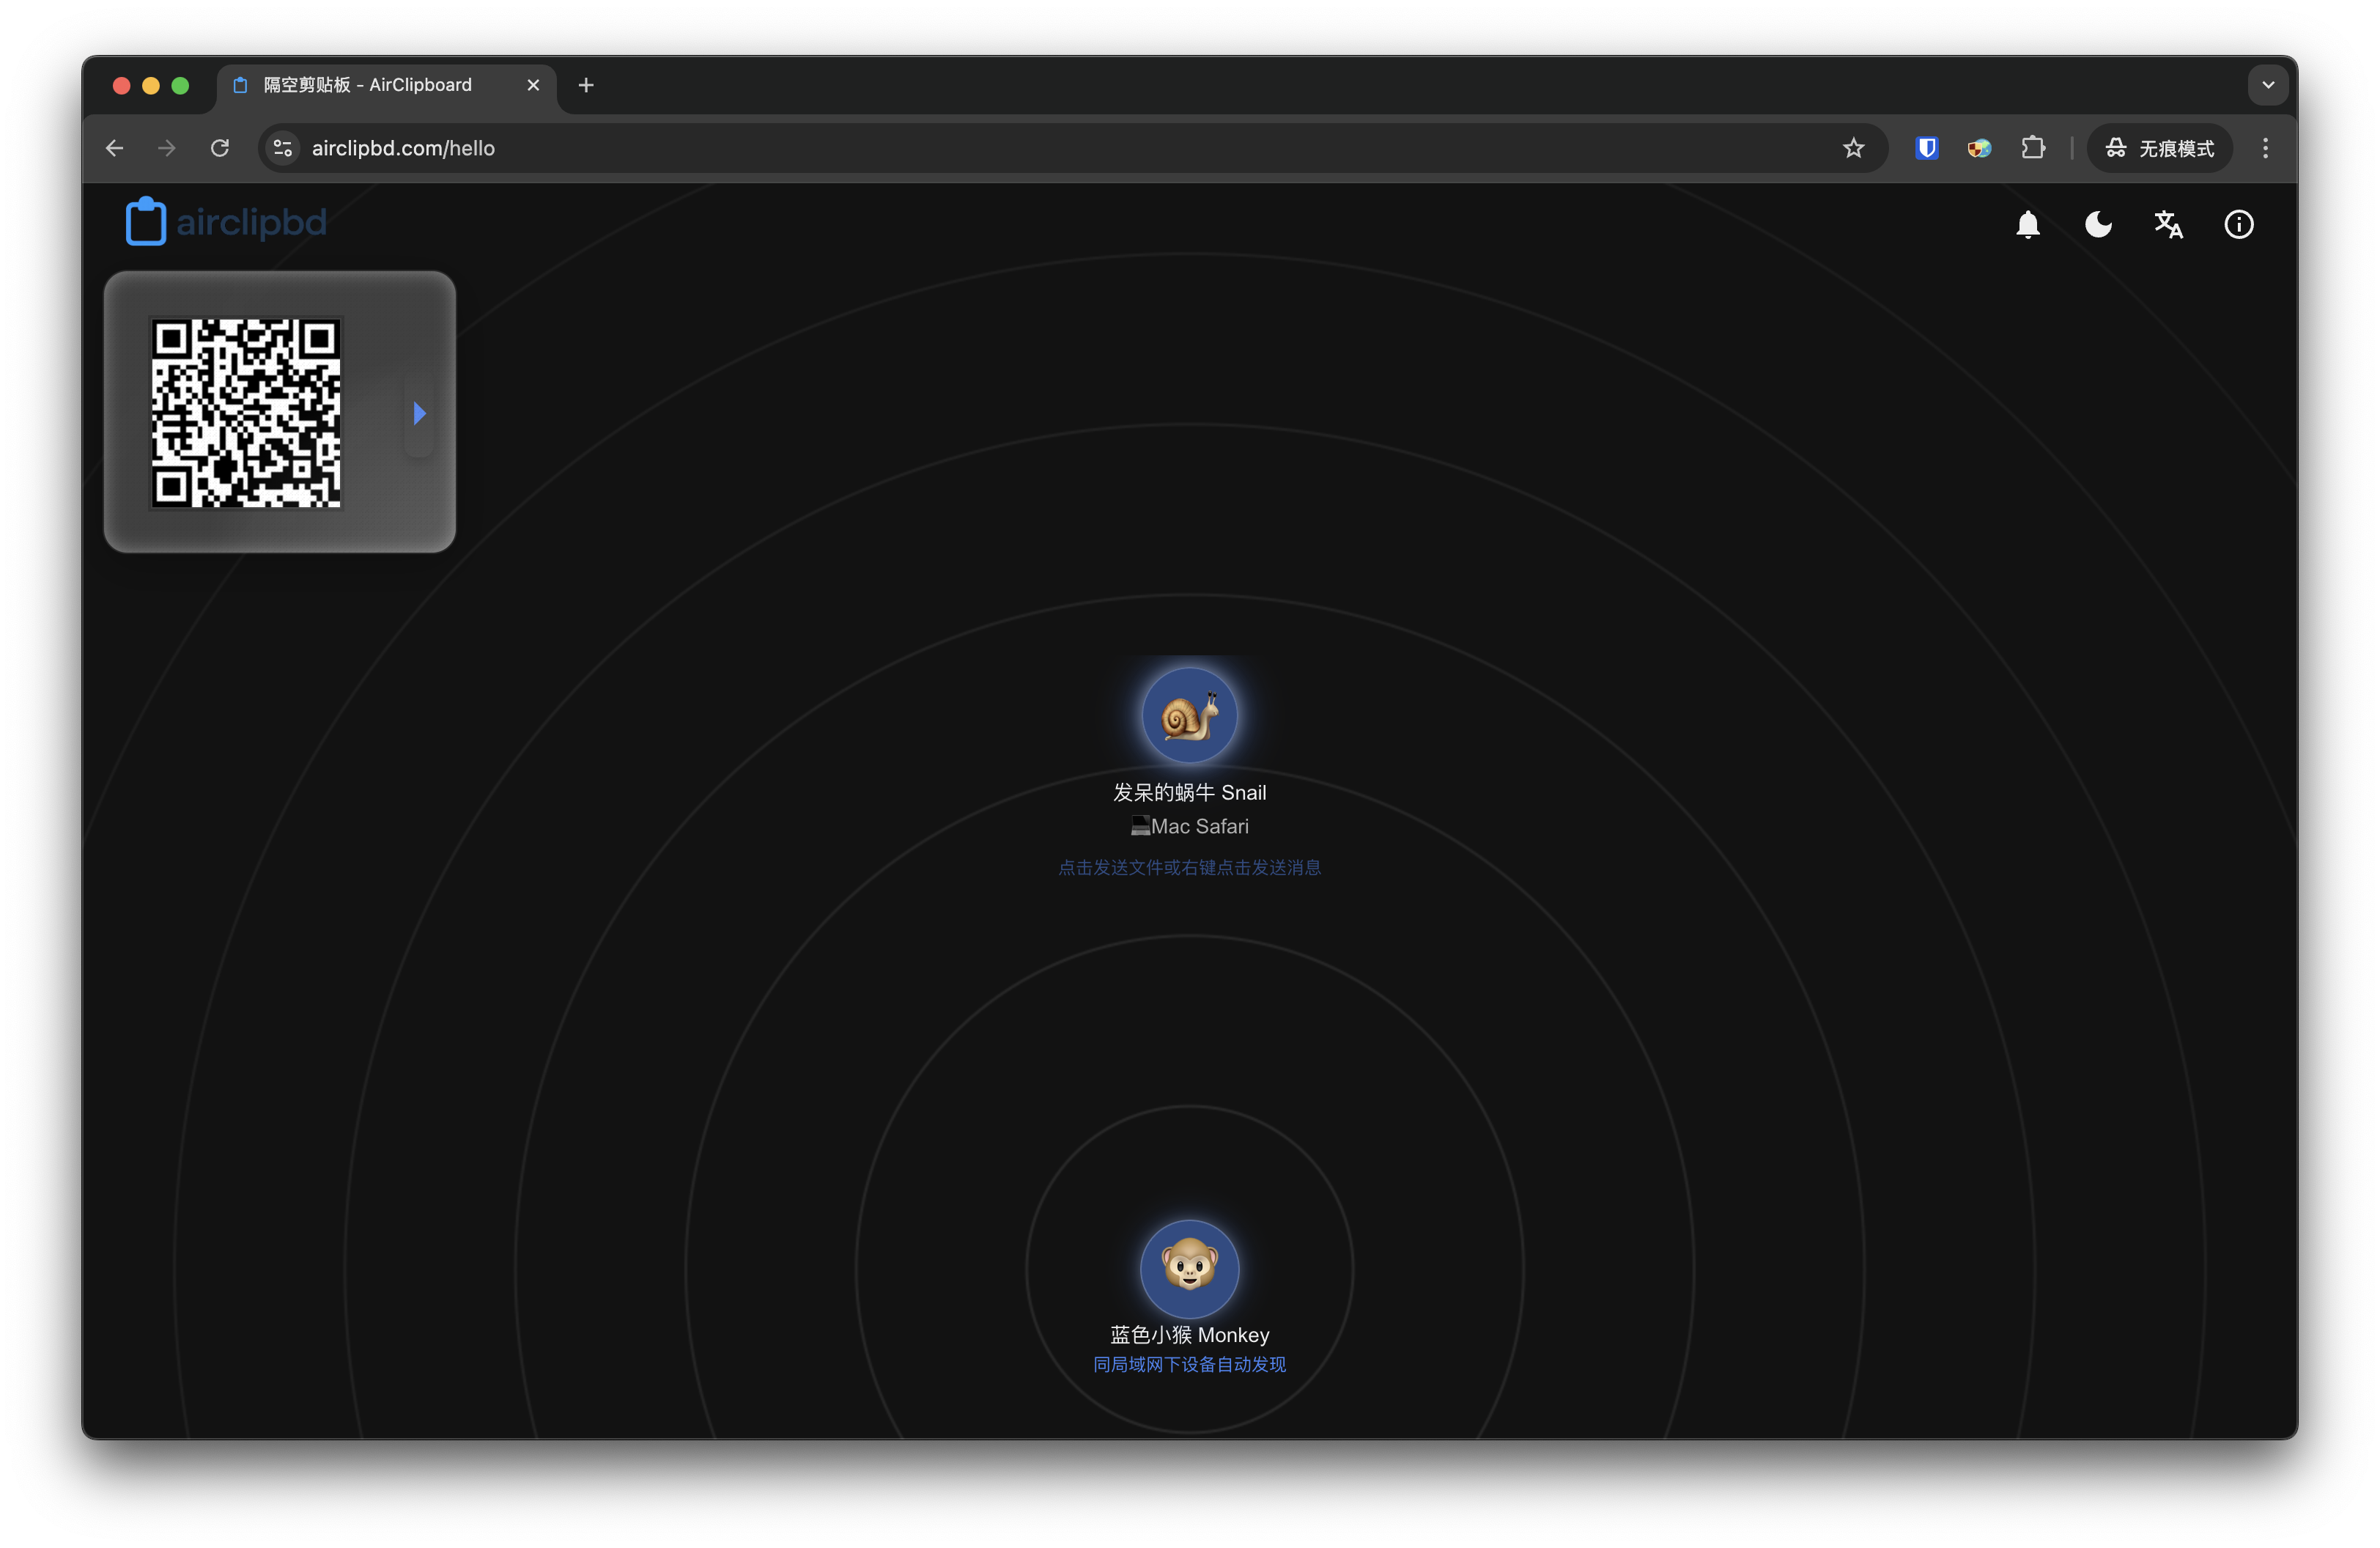 隔空剪贴板 - AirClipboard
airclipbd.com/hello
无痕模式
airclipbd
文A
发呆的蜗牛 Snail
Mac Safari
点击发送文件或右键点击发送消息
蓝色小猴 Monkey
同局域网下设备自动发现